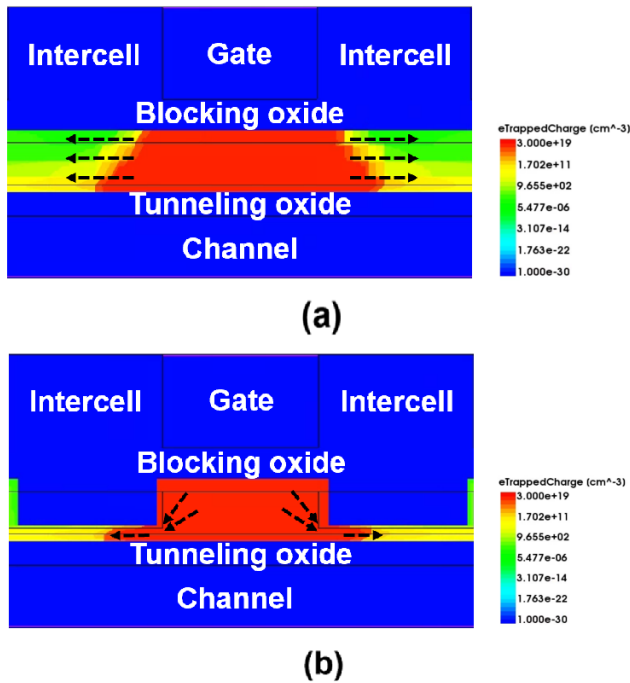 Intercell Gate Intercell
Blocking oxide
Tunneling oxide
Channel
eTrappedCharge (cm^-3)
3.000e+19
1.702e+11
9.655e+02
5.477e-06
3.107e-14
1.763e-22
1.000e-30
(a)
Intercell Gate Intercell
Blocking oxide
Tunneling oxide
Channel
eTrappedCharge (cm^-3)
3.000e+19
1.702e+11
9.655e+02
5.477e-06
3.107e-14
1.763e-22
1.000e-30
(b)